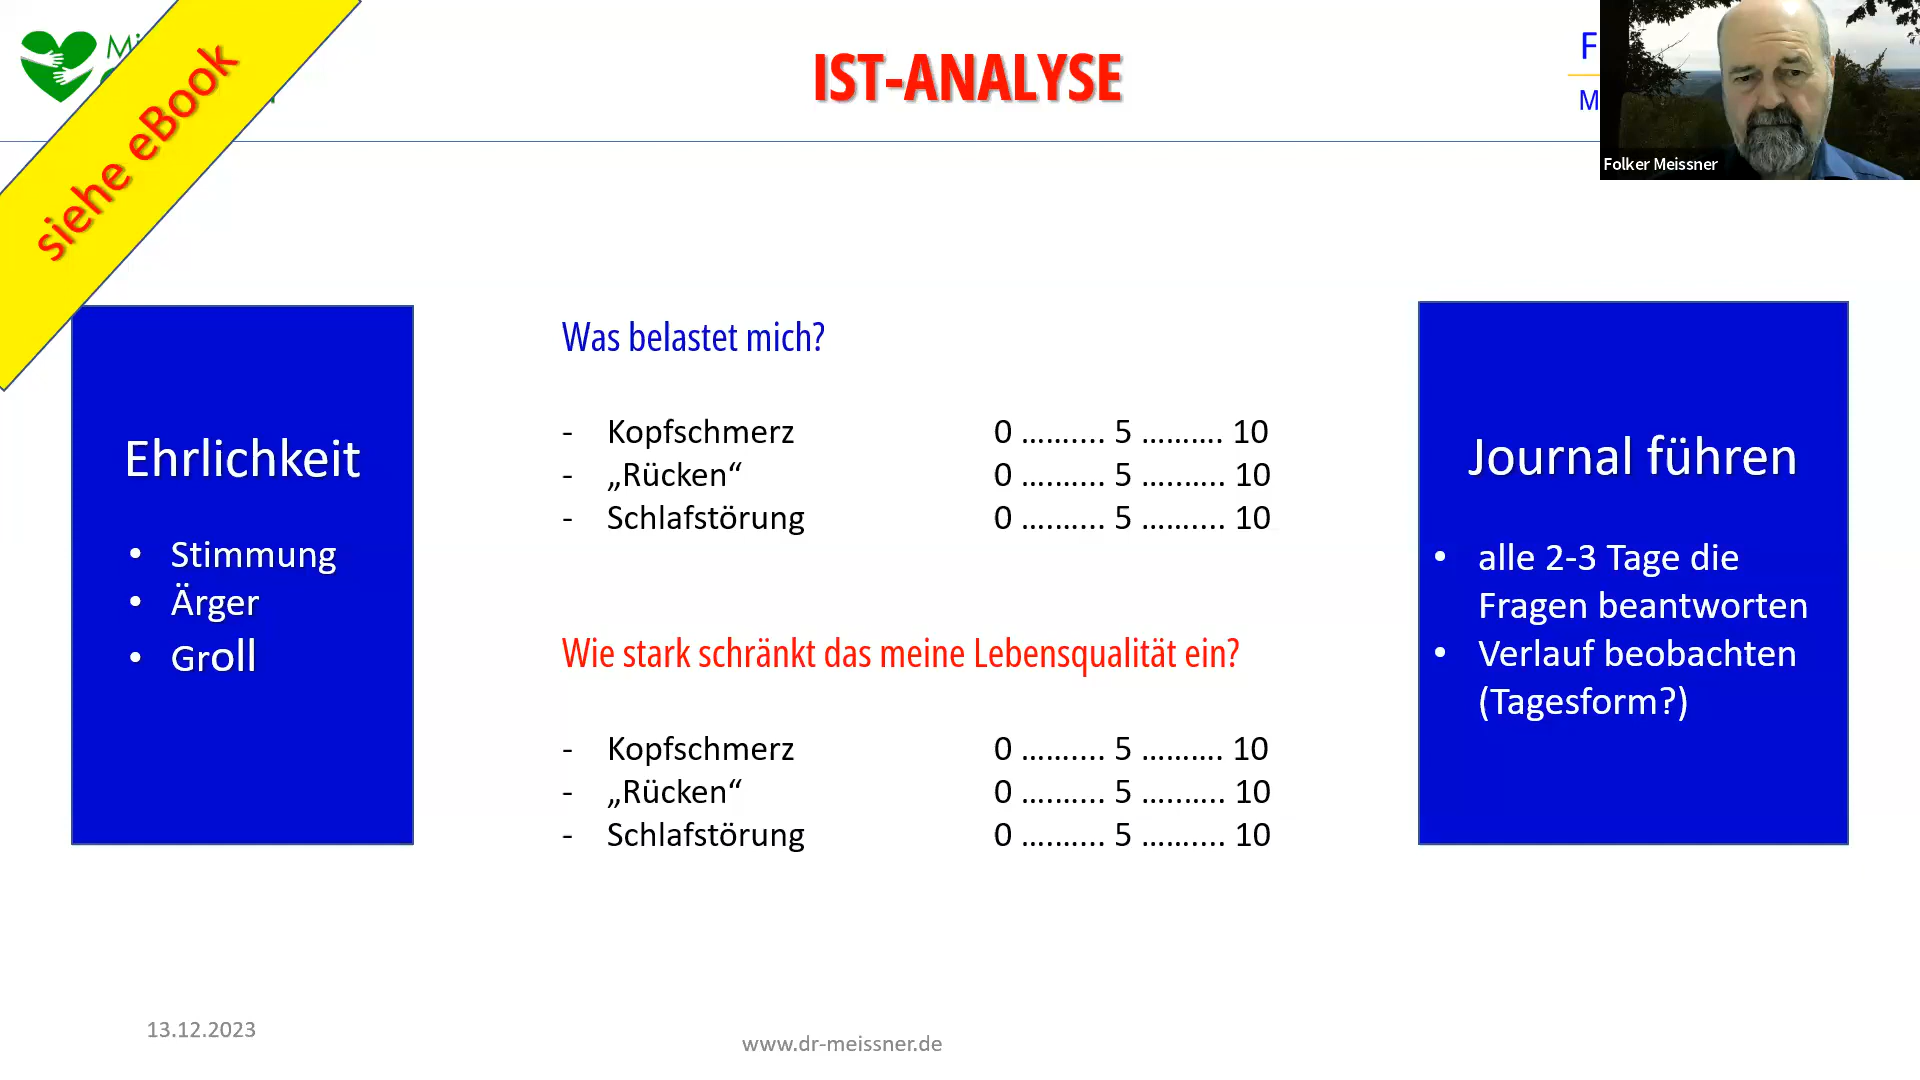 siehe eBook
IST-ANALYSE
Folker Meissner
Ehrlichkeit
• Stimmung
• Ärger
• Groll
Was belastet mich?
- Kopfschmerz 0 .......... 5 .......... 10
- „Rücken“ 0 .......... 5 .......... 10
- Schlafstörung 0 .......... 5 .......... 10
Wie stark schränkt das meine Lebensqualität ein?
- Kopfschmerz 0 .......... 5 .......... 10
- „Rücken“ 0 .......... 5 .......... 10
- Schlafstörung 0 .......... 5 .......... 10
Journal führen
• alle 2-3 Tage die
Fragen beantworten
• Verlauf beobachten
(Tagesform?)
13.12.2023
www.dr-meissner.de